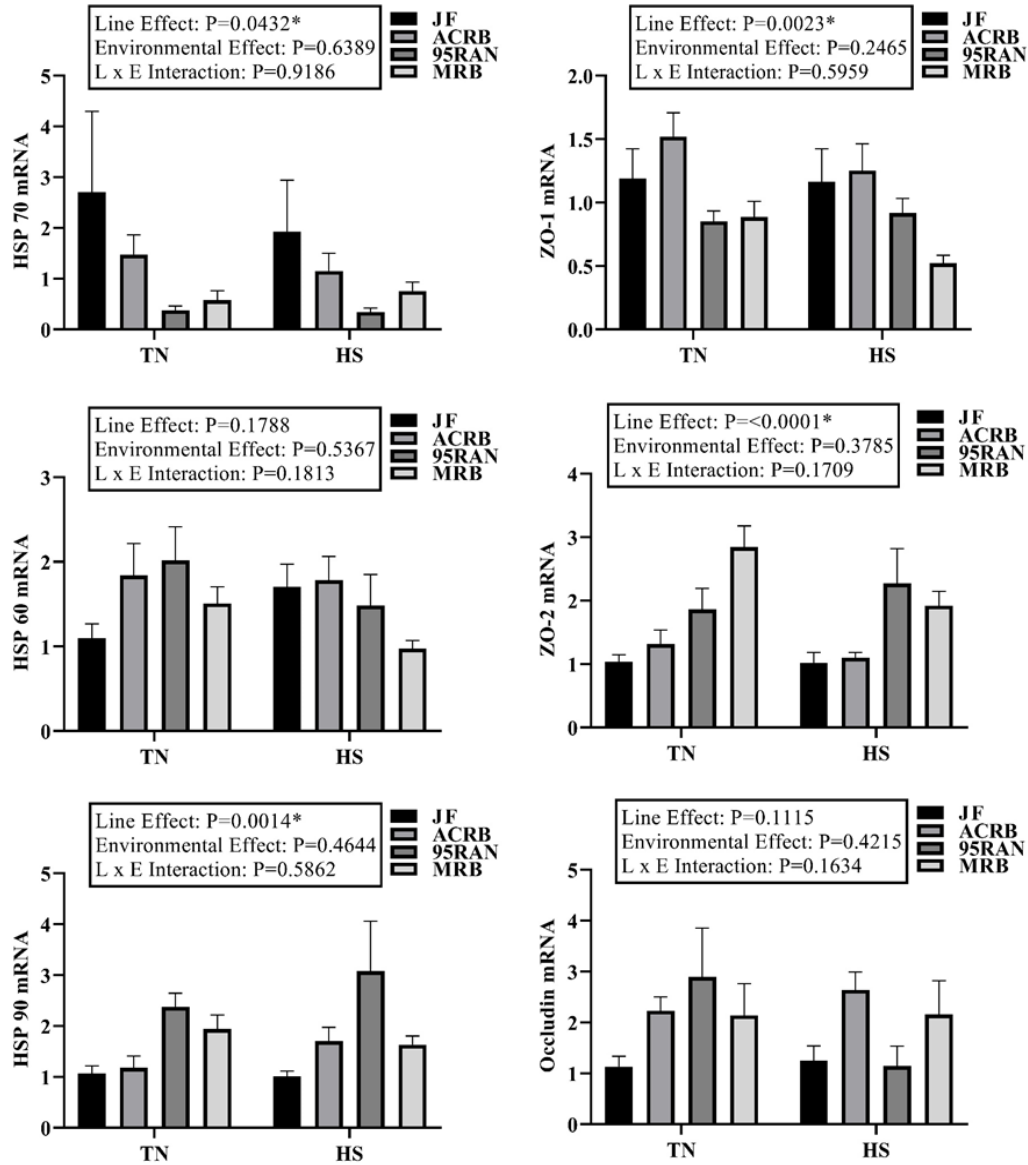 Line Effect: P=0.0432*
Environmental Effect: P=0.6389
L x E Interaction: P=0.9186
JF
ACRB
95RAN
MRB
HSP 70 mRNA
5
4
3
2
1
0
TN
HS
Line Effect: P=0.0023*
Environmental Effect: P=0.2465
L x E Interaction: P=0.5959
JF
ACRB
95RAN
MRB
ZO-1 mRNA
2.0
1.5
1.0
0.5
0.0
TN
HS
Line Effect: P=0.1788
Environmental Effect: P=0.5367
L x E Interaction: P=0.1813
JF
ACRB
95RAN
MRB
HSP 60 mRNA
3
2
1
0
TN
HS
Line Effect: P=<0.0001*
Environmental Effect: P=0.3785
L x E Interaction: P=0.1709
JF
ACRB
95RAN
MRB
ZO-2 mRNA
4
3
2
1
0
TN
HS
Line Effect: P=0.0014*
Environmental Effect: P=0.4644
L x E Interaction: P=0.5862
JF
ACRB
95RAN
MRB
HSP 90 mRNA
5
4
3
2
1
0
TN
HS
Line Effect: P=0.1115
Environmental Effect: P=0.4215
L x E Interaction: P=0.1634
JF
ACRB
95RAN
MRB
Occludin mRNA
5
4
3
2
1
0
TN
HS